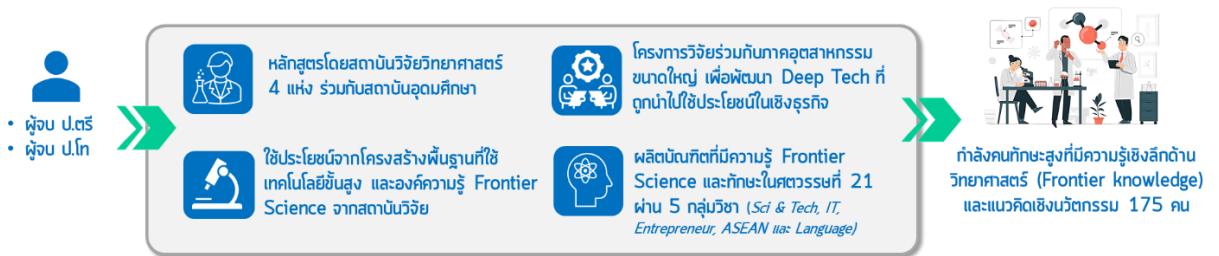 • ผู้จบ ป.ตรี
• ผู้จบ ป.โท
หลักสูตรโดยสถาบันวิจัยวิทยาศาสตร์
4 แห่ง ร่วมกับสถาบันอุดมศึกษา
โครงการวิจัยร่วมกับภาคอุตสาหกรรม
ขนาดใหญ่ เพื่อพัฒนา Deep Tech ที่
ถูกนำไปใช้ประโยชน์ในเชิงธุรกิจ
ใช้ประโยชน์จากโครงสร้างพื้นฐานที่ใช้
เทคโนโลยีขั้นสูง และองค์ความรู้ Frontier
Science จากสถาบันวิจัย
ผลิตบัณฑิตที่มีความรู้ Frontier
Science และทักษะในศตวรรษที่ 21
ผ่าน 5 กลุ่มวิชา (Sci & Tech, IT,
Entrepreneur, ASEAN และ Language)
กำลังคนทักษะสูงที่มีความรู้เชิงลึกด้าน
วิทยาศาสตร์ (Frontier knowledge)
และแนวคิดเชิงนวัตกรรม 175 คน